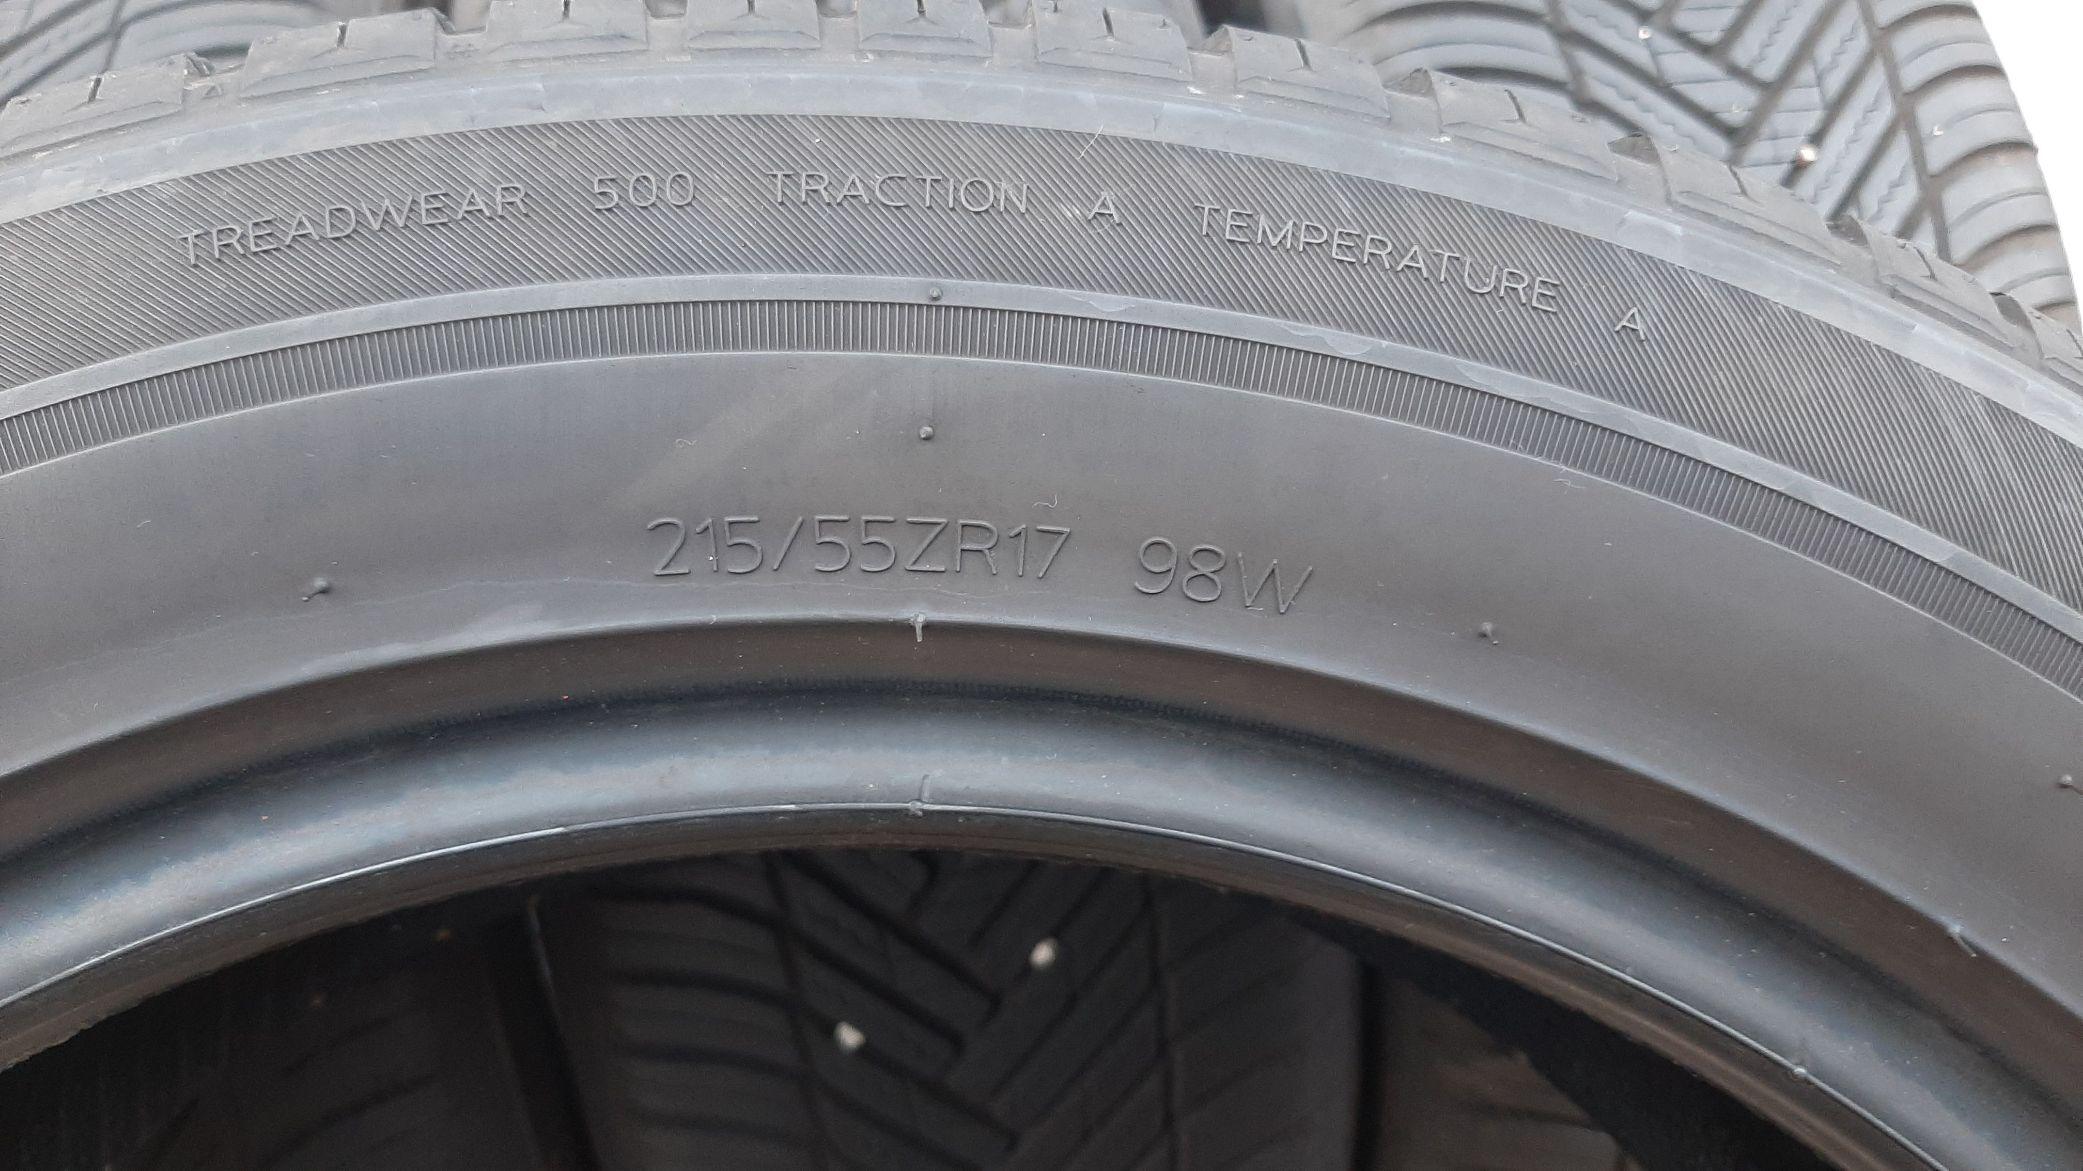 TREADWEAR 500 TRACTION A TEMPERATURE A
215/55ZR17 98W